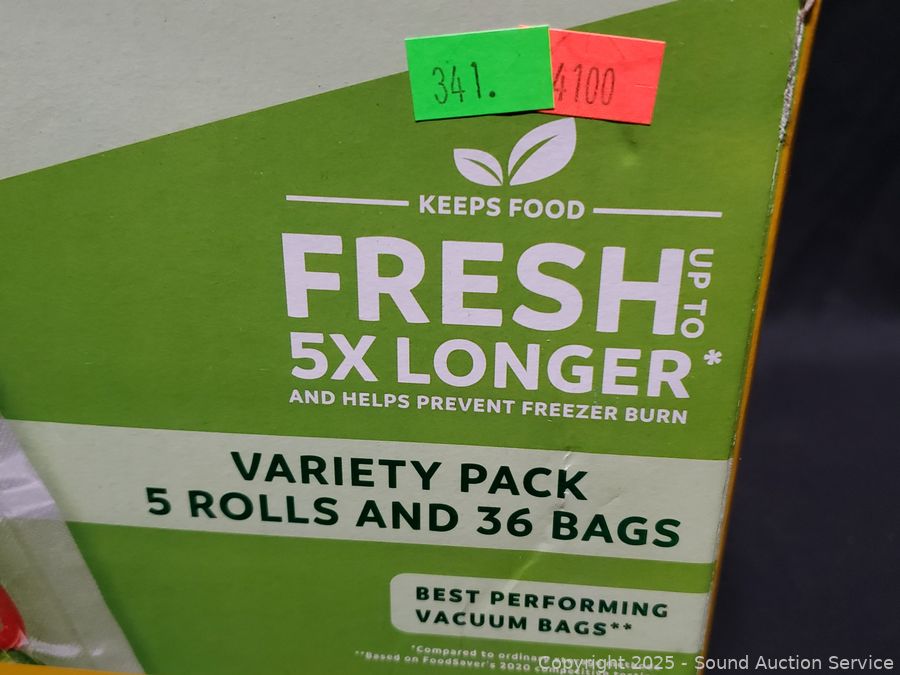 341.
4100
KEEPS FOOD
FRESH UP TO
5X LONGER*
AND HELPS PREVENT FREEZER BURN
VARIETY PACK
5 ROLLS AND 36 BAGS
BEST PERFORMING
VACUUM BAGS**
*Compared to ordinary
**Based on FoodSaver's 2020 competitive
Copyright 2025 - Sound Auction Service